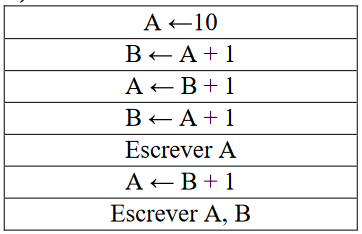 A ←10
B ← A + 1
A ← B + 1
B ← A + 1
Escrever A
A ← B + 1
Escrever A, B